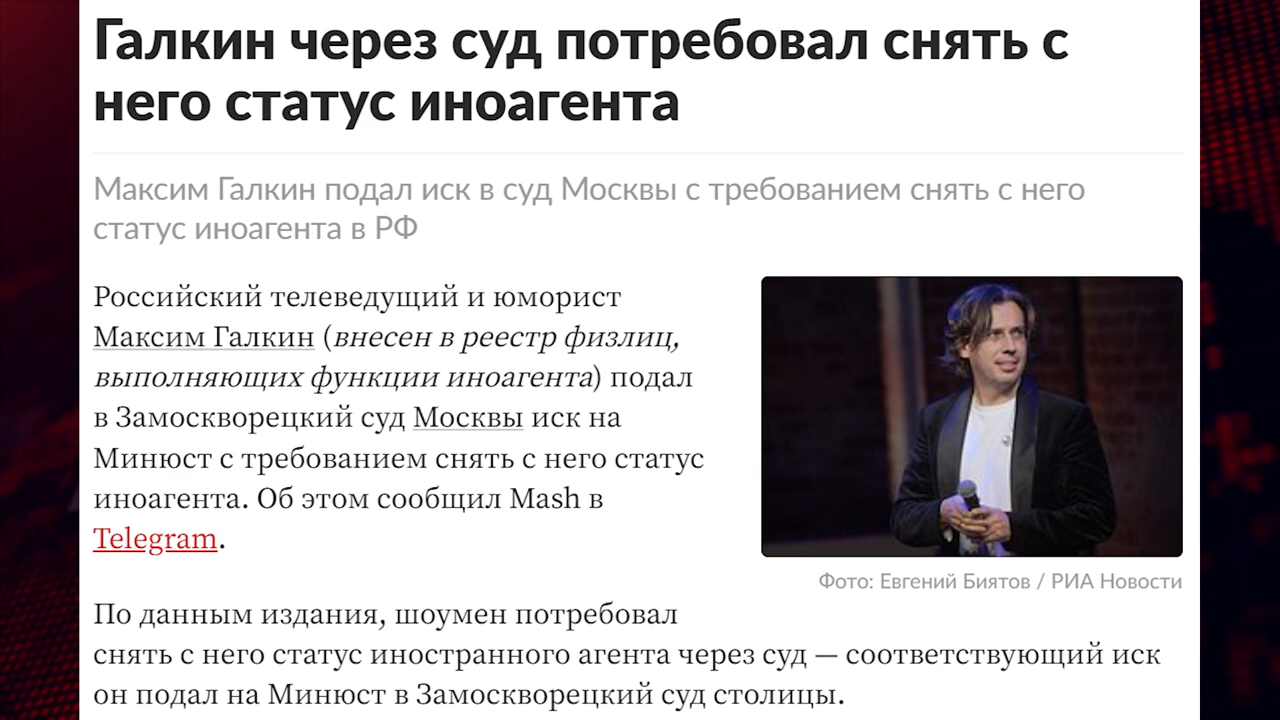 Галкин через суд потребовал снять с
него статус иноагента
Максим Галкин подал иск в суд Москвы с требованием снять с него
статус иноагента в РФ
Российский телеведущий и юморист
Максим Галкин (внесен в реестр физлиц,
выполняющих функции иноагента) подал
в Замоскворецкий суд Москвы иск на
Минюст с требованием снять с него статус
иноагента. Об этом сообщил Mash в
Telegram.
Фото: Евгений Биятов / РИА Новости
По данным издания, шоумен потребовал
снять с него статус иностранного агента через суд — соответствующий иск
он подал на Минюст в Замоскворецкий суд столицы.